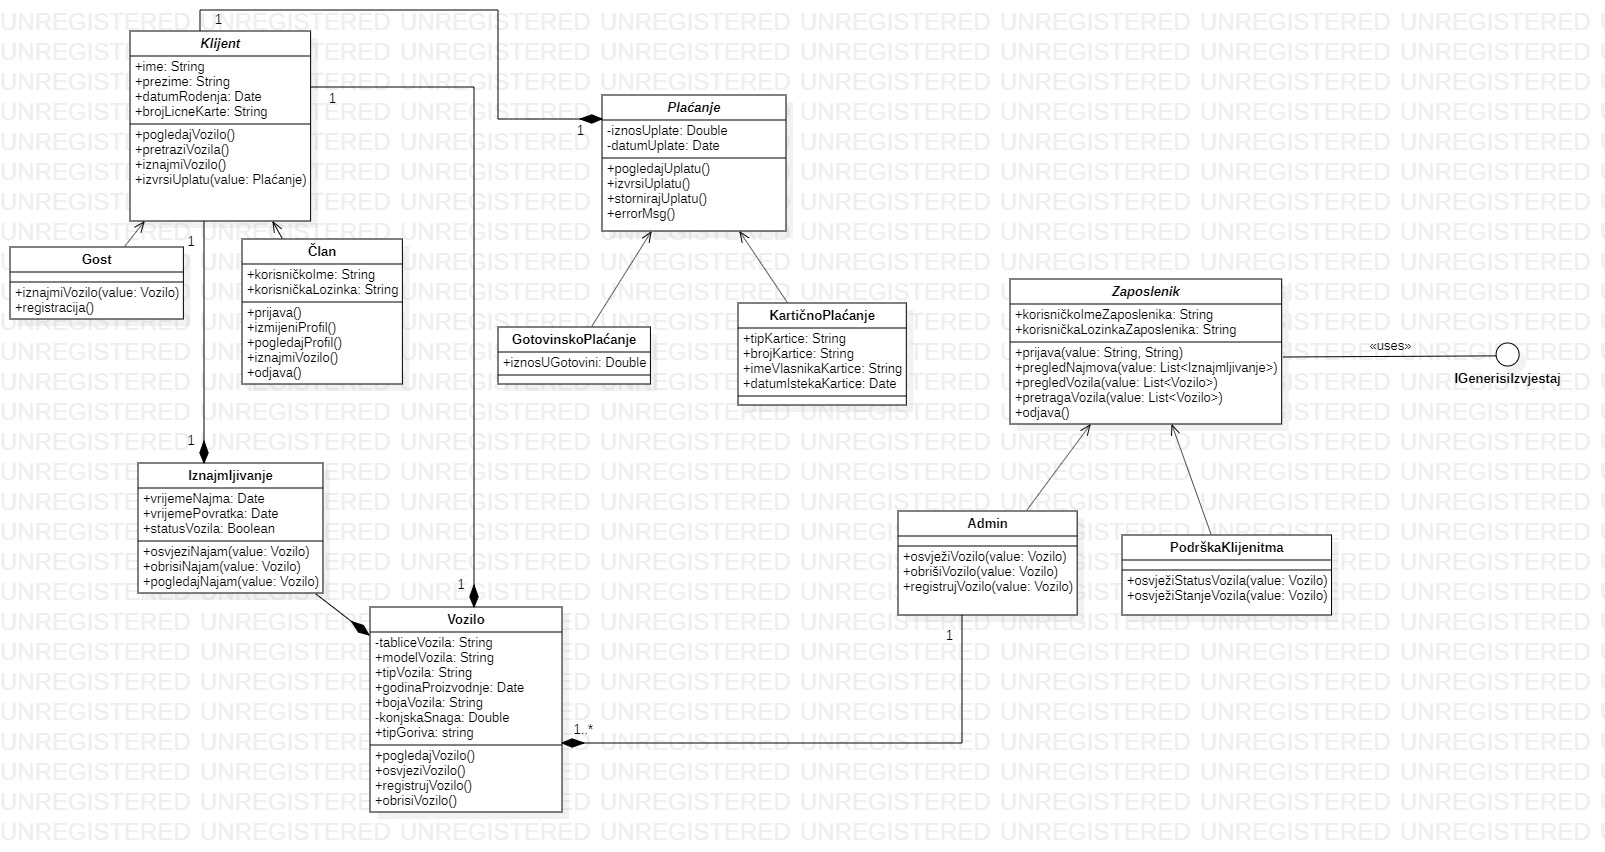 1
Klijent
+ime: String
+prezime: String
+datumRodenja: Date
+brojLicneKarte: String
+pogledajVozilo()
+pretraziVozila()
+iznajmiVozilo()
+izvrsiUplatu(value: Plaćanje)
1
1
Plaćanje
-iznosUplate: Double
-datumUplate: Date
+pogledajUplatu()
+izvrsiUplatu()
+stornirajUplatu()
+errorMsg()
Gost
+iznajmiVozilo(value: Vozilo)
+registracija()
1
Član
+korisničkoIme: String
+korisničkaLozinka: String
+prijava()
+izmijeniProfil()
+pogledajProfil()
+iznajmiVozilo()
+odjava()
GotovinskoPlaćanje
+iznosUGotovini: Double
KartičnoPlaćanje
+tipKartice: String
+brojKartice: String
+imeVlasnikaKartice: String
+datumIstekaKartice: Date
Zaposlenik
+korisničkoImeZaposlenika: String
+korisničkaLozinkaZaposlenika: String
+prijava(value: String, String)
+pregledNajmova(value: List<Iznajmljivanje>)
+pregledVozila(value: List<Vozilo>)
+pretragaVozila(value: List<Vozilo>)
+odjava()
«uses»
IGenerisiIzvjestaj
1
Iznajmljivanje
+vrijemeNajma: Date
+vrijemePovratka: Date
+statusVozila: Boolean
+osvjeziNajam(value: Vozilo)
+obrisiNajam(value: Vozilo)
+pogledajNajam(value: Vozilo)
1
Vozilo
-tabliceVozila: String
+modelVozila: String
+tipVozila: String
+godinaProizvodnje: Date
+bojaVozila: String
-konjskaSnaga: Double
+tipGoriva: string
+pogledajVozilo()
+osvjeziVozilo()
+registrujVozilo()
+obrisiVozilo()
1..*
Admin
+osvježiVozilo(value: Vozilo)
+obrišiVozilo(value: Vozilo)
+registrujVozilo(value: Vozilo)
1
PodrškaKlijenitma
+osvježiStatusVozila(value: Vozilo)
+osvježiStanjeVozila(value: Vozilo)
UNREGISTERED